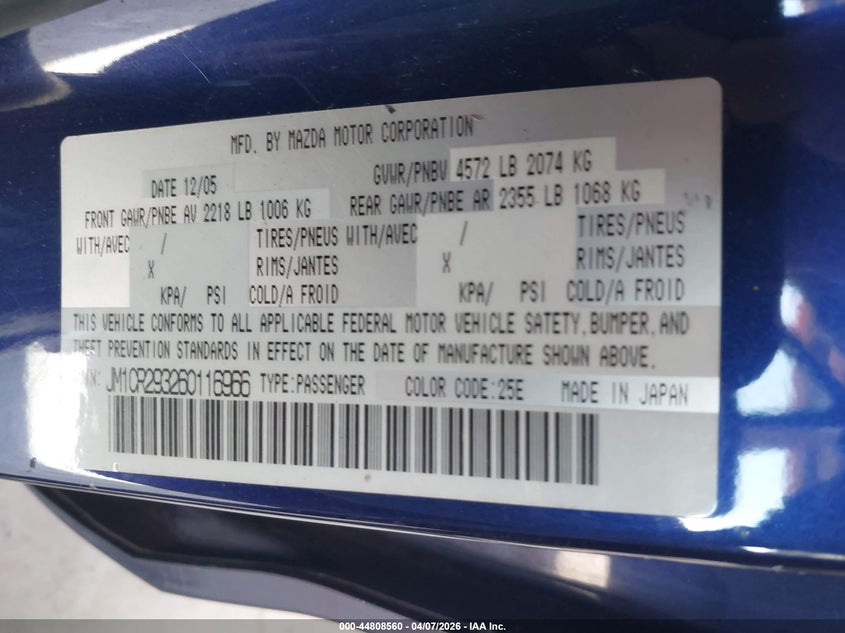 MFD. BY MAZDA MOTOR CORPORATION
DATE 12/05 GVWR/PNBV 4572 LB 2074 KG
FRONT GAWR/PNBE AV 2218 LB 1006 KG REAR GAWR/PNBE AR 2355 LB 1068 KG
WITH/AVEC / TIRES/PNEUS WITH/AVEC / TIRES/PNEUS
X RIMS/JANTES X RIMS/JANTES
KPA/ PSI COLD/A FROID KPA/ PSI COLD/A FROID
THIS VEHICLE CONFORMS TO ALL APPLICABLE FEDERAL MOTOR VEHICLE SAFETY, BUMPER, AND
THEFT PREVENTION STANDARDS IN EFFECT ON THE DATE OF MANUFACTURE SHOWN ABOVE.
JM1CR293260116966 TYPE:PASSENGER COLOR CODE:25E MADE IN JAPAN
000-44808560 - 04/07/2026 - IAA Inc.